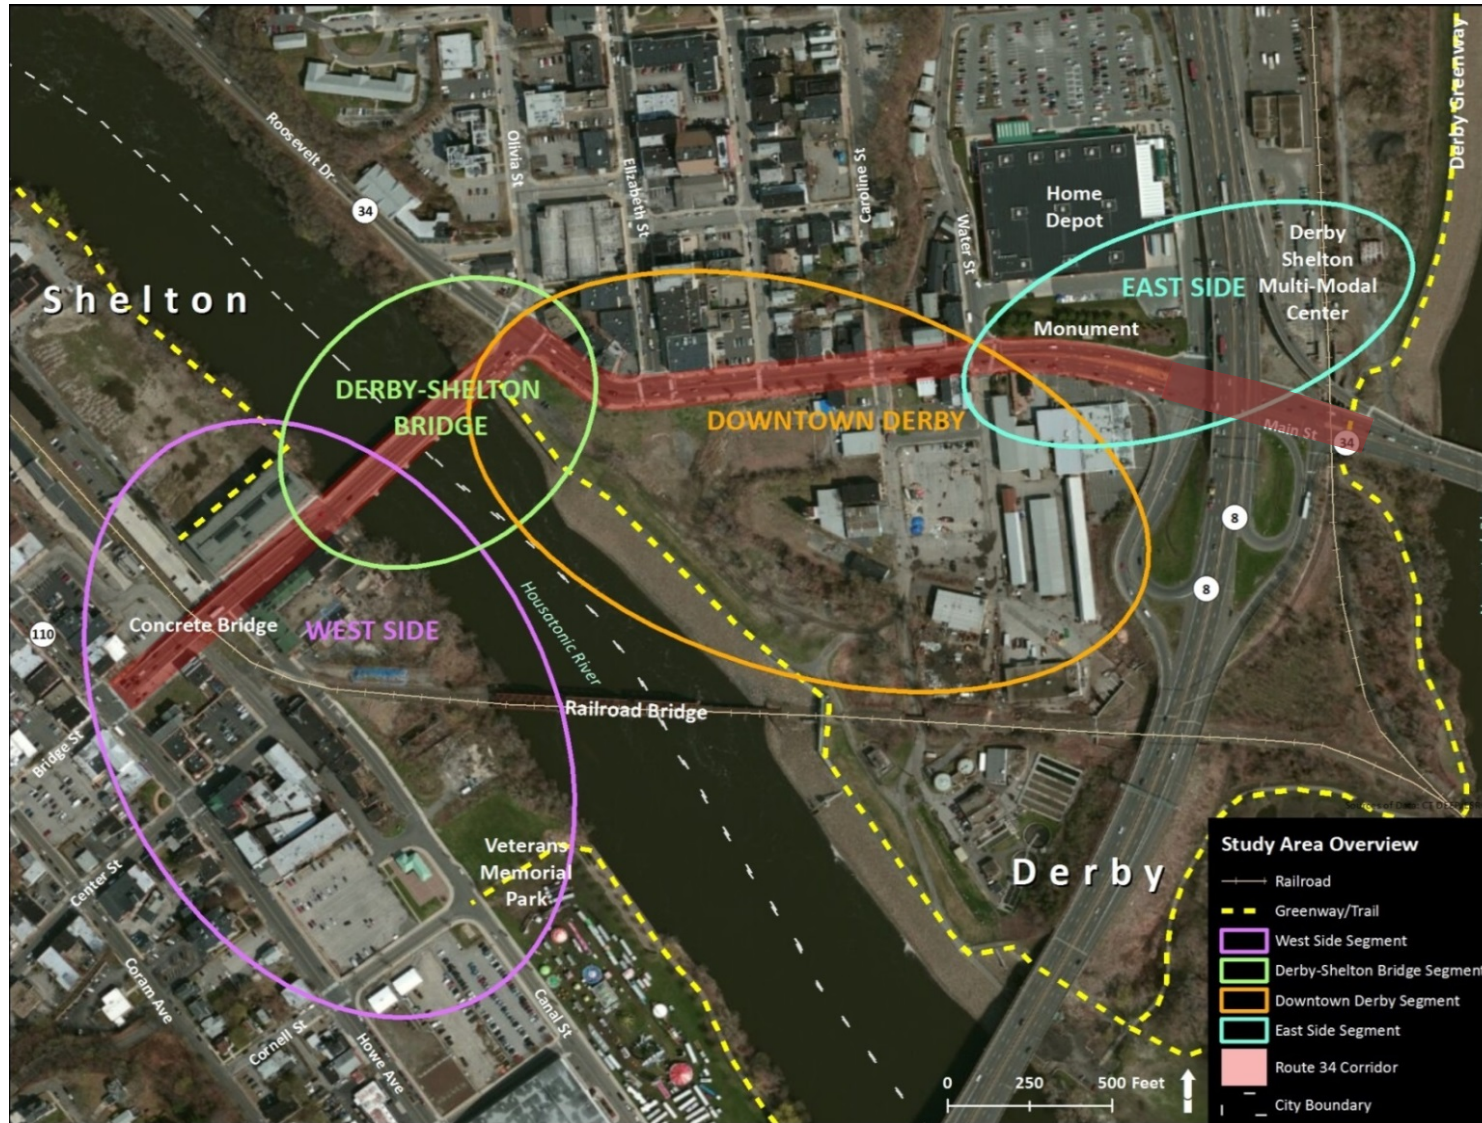 Derby Greenway
Roosevelt Dr.
Olivia St
Elizabeth St
Caroline St
Water St
34
Home
Depot
Shelton
Derby
Shelton
Multi-Modal
Center
EAST SIDE
Monument
DERBY-SHELTON
BRIDGE
DOWNTOWN DERBY
Main St
34
8
8
Housatonic River
Concrete Bridge
WEST SIDE
110
Railroad Bridge
Bridge St
Veterans
Memorial
Park
Center St
Derby
Coram Ave
Canal St
Cornell St
Howe Ave
0 250 500 Feet
Study Area Overview
Railroad
Greenway/Trail
West Side Segment
Derby-Shelton Bridge Segment
Downtown Derby Segment
East Side Segment
Route 34 Corridor
City Boundary